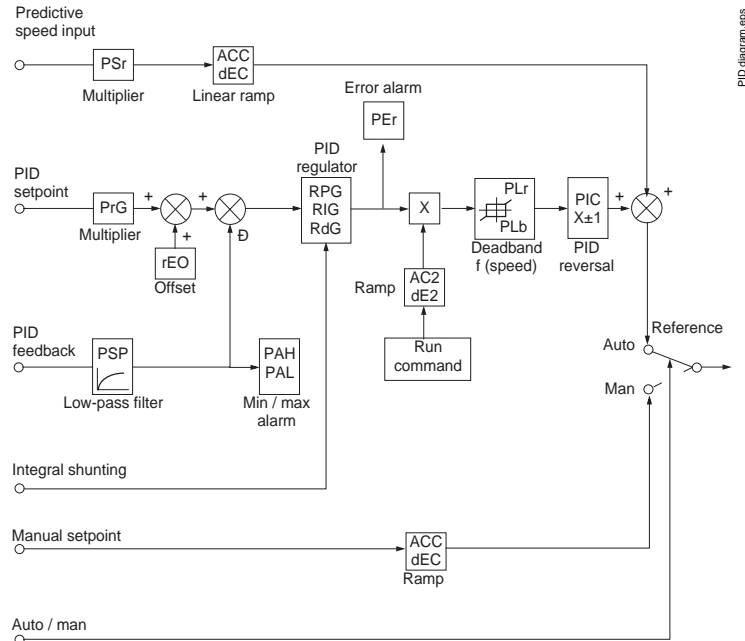 Predictive
speed input
PID diagram.eps
PSr
Multiplier
ACC
dEC
Linear ramp
Error alarm
PEr
PID
setpoint
PrG
Multiplier
+
+
+
rEO
Offset
Đ
PID
regulator
RPG
RIG
RdG
X
PLr
PLb
Deadband
f (speed)
PIC
X±1
PID
reversal
+
+
Ramp
AC2
dE2
Run
command
PID
feedback
PSP
Low-pass filter
PAH
PAL
Min / max
alarm
Reference
Auto
Man
Integral shunting
Manual setpoint
ACC
dEC
Ramp
Auto / man